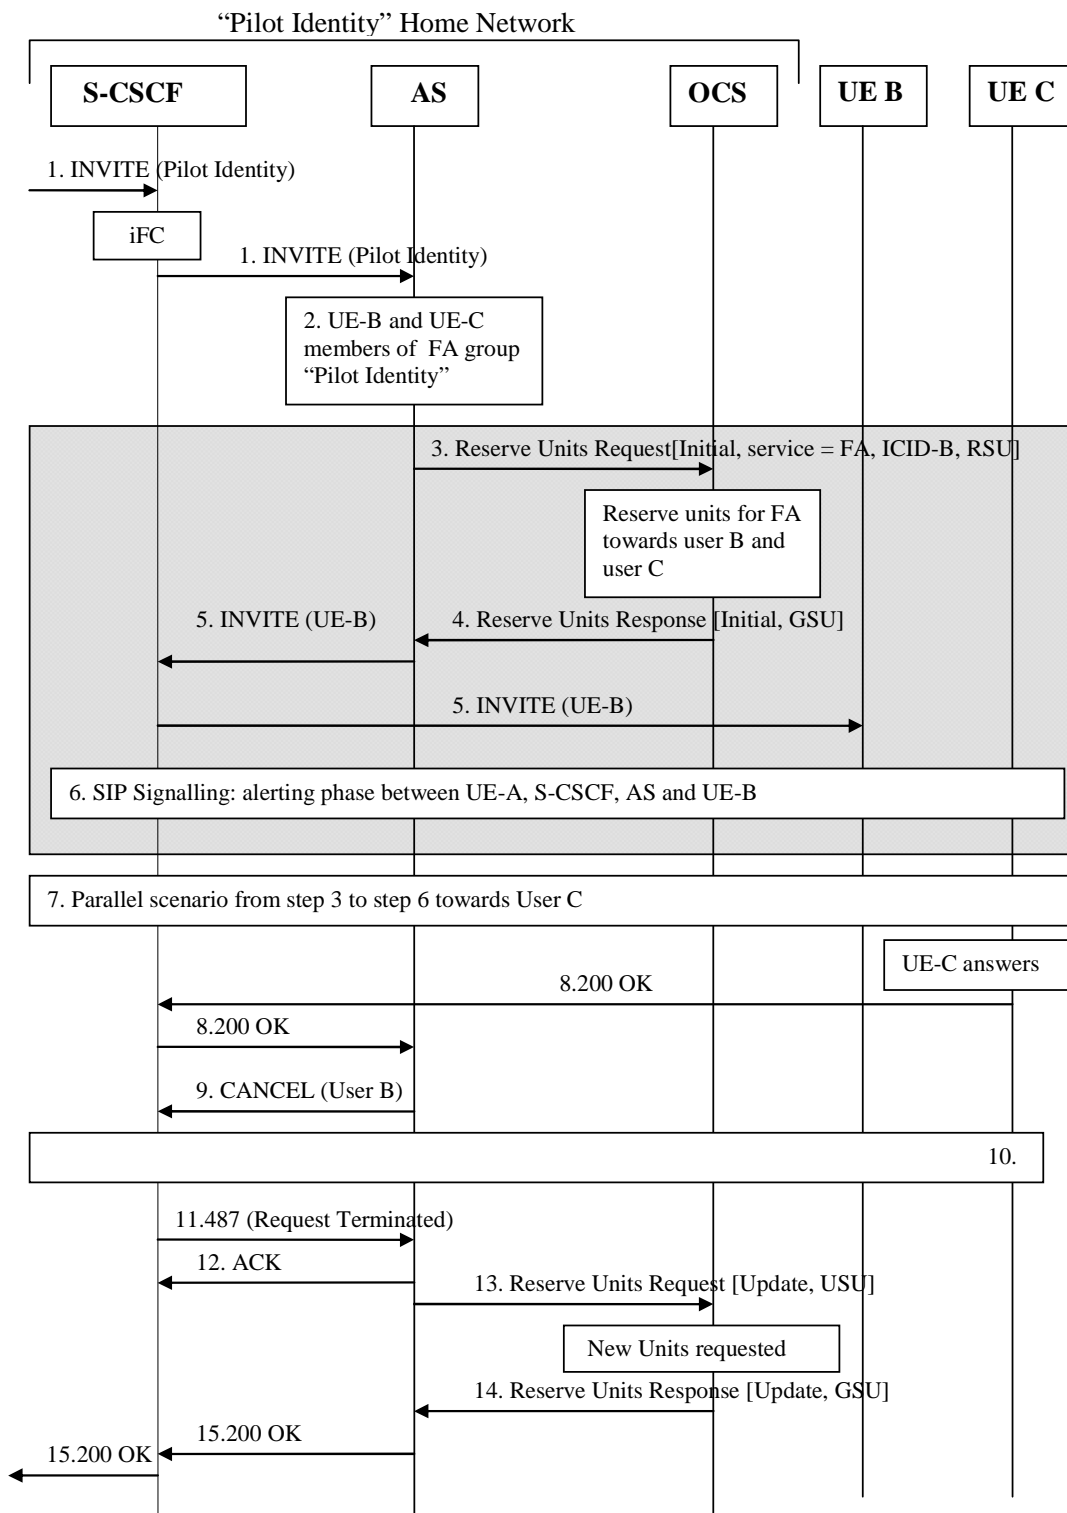 “Pilot Identity” Home Network
S-CSCF
AS
OCS
UE B
UE C
1. INVITE (Pilot Identity)
iFC
1. INVITE (Pilot Identity)
2. UE-B and UE-C
members of FA group
“Pilot Identity”
3. Reserve Units Request[Initial, service = FA, ICID-B, RSU]
Reserve units for FA
towards user B and
user C
5. INVITE (UE-B)
4. Reserve Units Response [Initial, GSU]
5. INVITE (UE-B)
6. SIP Signalling: alerting phase between UE-A, S-CSCF, AS and UE-B
7. Parallel scenario from step 3 to step 6 towards User C
UE-C answers
8.200 OK
8.200 OK
9. CANCEL (User B)
10.
11.487 (Request Terminated)
12. ACK
13. Reserve Units Request [Update, USU]
New Units requested
14. Reserve Units Response [Update, GSU]
15.200 OK
15.200 OK